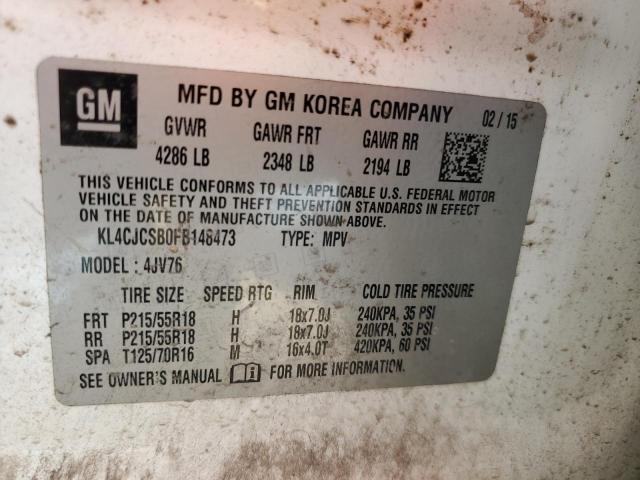 GM
MFD BY GM KOREA COMPANY 02 / 15
GVWR GAWR FRT GAWR RR
4286 LB 2348 LB 2194 LB
THIS VEHICLE CONFORMS TO ALL APPLICABLE U.S. FEDERAL MOTOR
VEHICLE SAFETY AND THEFT PREVENTION STANDARDS IN EFFECT
ON THE DATE OF MANUFACTURE SHOWN ABOVE.
KL4CJCSB0FB148473 TYPE: MPV
MODEL : 4JV76
TIRE SIZE SPEED RTG RIM COLD TIRE PRESSURE
FRT P215/55R18 H 18x7.0J 240KPA, 35 PSI
RR P215/55R18 H 18x7.0J 240KPA, 35 PSI
SPA T125/70R16 M 16x4.0T 420KPA, 60 PSI
SEE OWNER'S MANUAL FOR MORE INFORMATION.